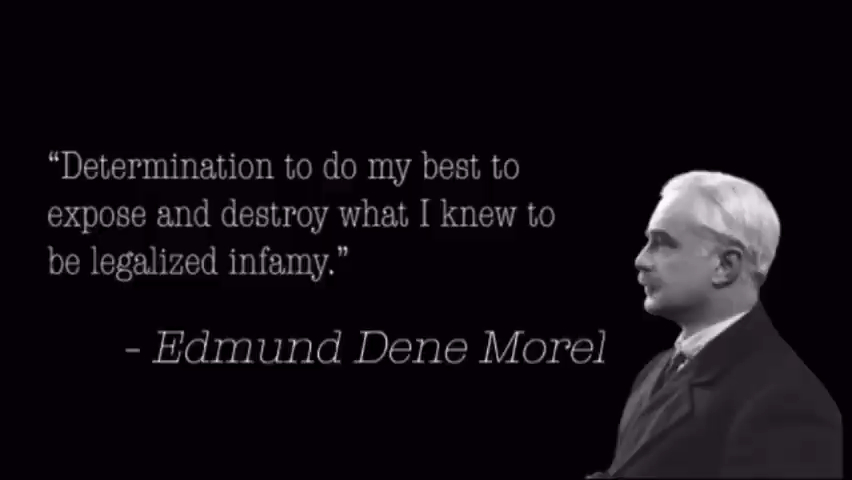 “Determination to do my best to
expose and destroy what I knew to
be legalized infamy.”
- Edmund Dene Morel